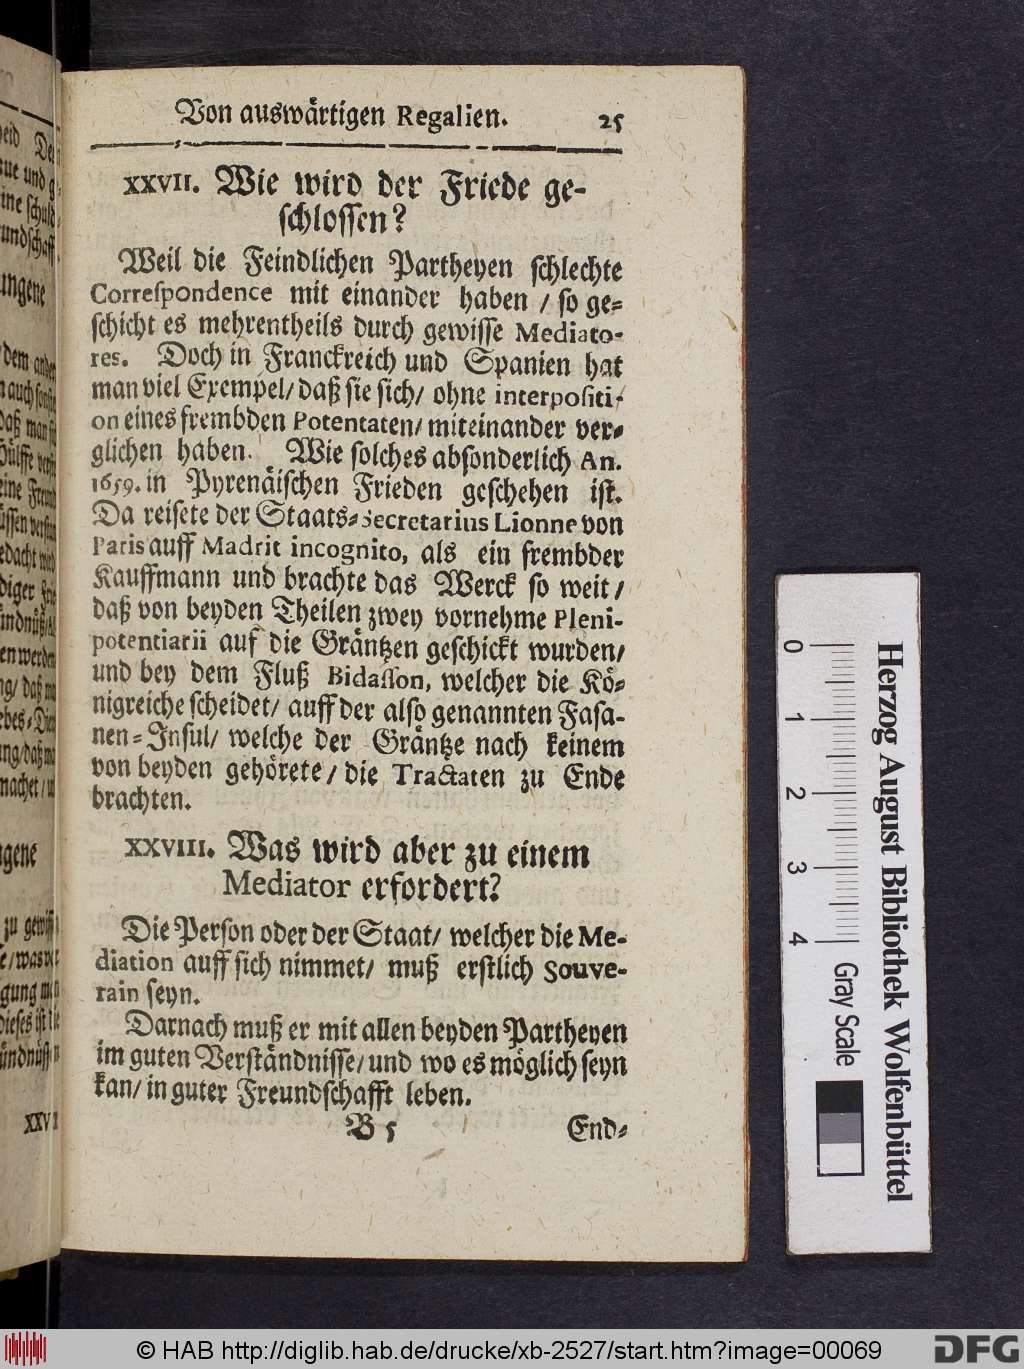 Von auswärtigen Regalien. 25
XXVII. Wie wird der Friede ge-
schlossen?
Weil die Feindlichen Partheyen schlechte
Correspondence mit einander haben / so ge-
schicht es mehrentheils durch gewisse Mediato-
res. Doch in Franckreich und Spanien hat
man viel Exempel/ daß sie sich/ ohne interpositi-
on eines frembden Potentaten/ miteinander ver-
glichen haben. Wie solches absonderlich An.
1659. in Pyrenäischen Frieden geschehen ist.
Da reisete der Staats-Secretarius Lionne von
Paris auff Madrit incognito, als ein frembder
Kauffmann und brachte das Werck so weit /
daß von beyden Theilen zwey vornehme Pleni-
potentiarii auf die Gräntzen geschickt wurden/
und bey dem Fluß Bidasson, welcher die Kö-
nigreiche scheidet/ auff der also genannten Fasa-
nen-Insul/ welche der Gräntze nach keinem
von beyden gehörete / die Tractaten zu Ende
brachten.
XXVIII. Was wird aber zu einem
Mediator erfordert?
Die Person oder der Staat/ welcher die Me-
diation auff sich nimmet/ muß erstlich Souve-
rain seyn.
Darnach muß er mit allen beyden Partheyen
im guten Verständnisse/ und wo es möglich seyn
kan/ in guter Freundschafft leben.
B 5 End-
0 1 2 3 4
Gray Scale
Herzog August Bibliothek Wolfenbüttel
© HAB http://diglib.hab.de/drucke/xb-2527/start.htm?image=00069
DFG